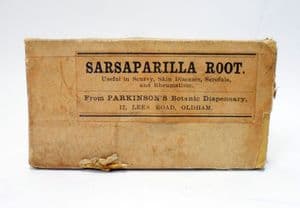 SARSAPARILLA ROOT.
Useful in Scurvy, Skin Diseases, Scrofula,
and Rheumatism.
From PARKINSON'S Botanic Dispensary,
12, LEES ROAD, OLDHAM.